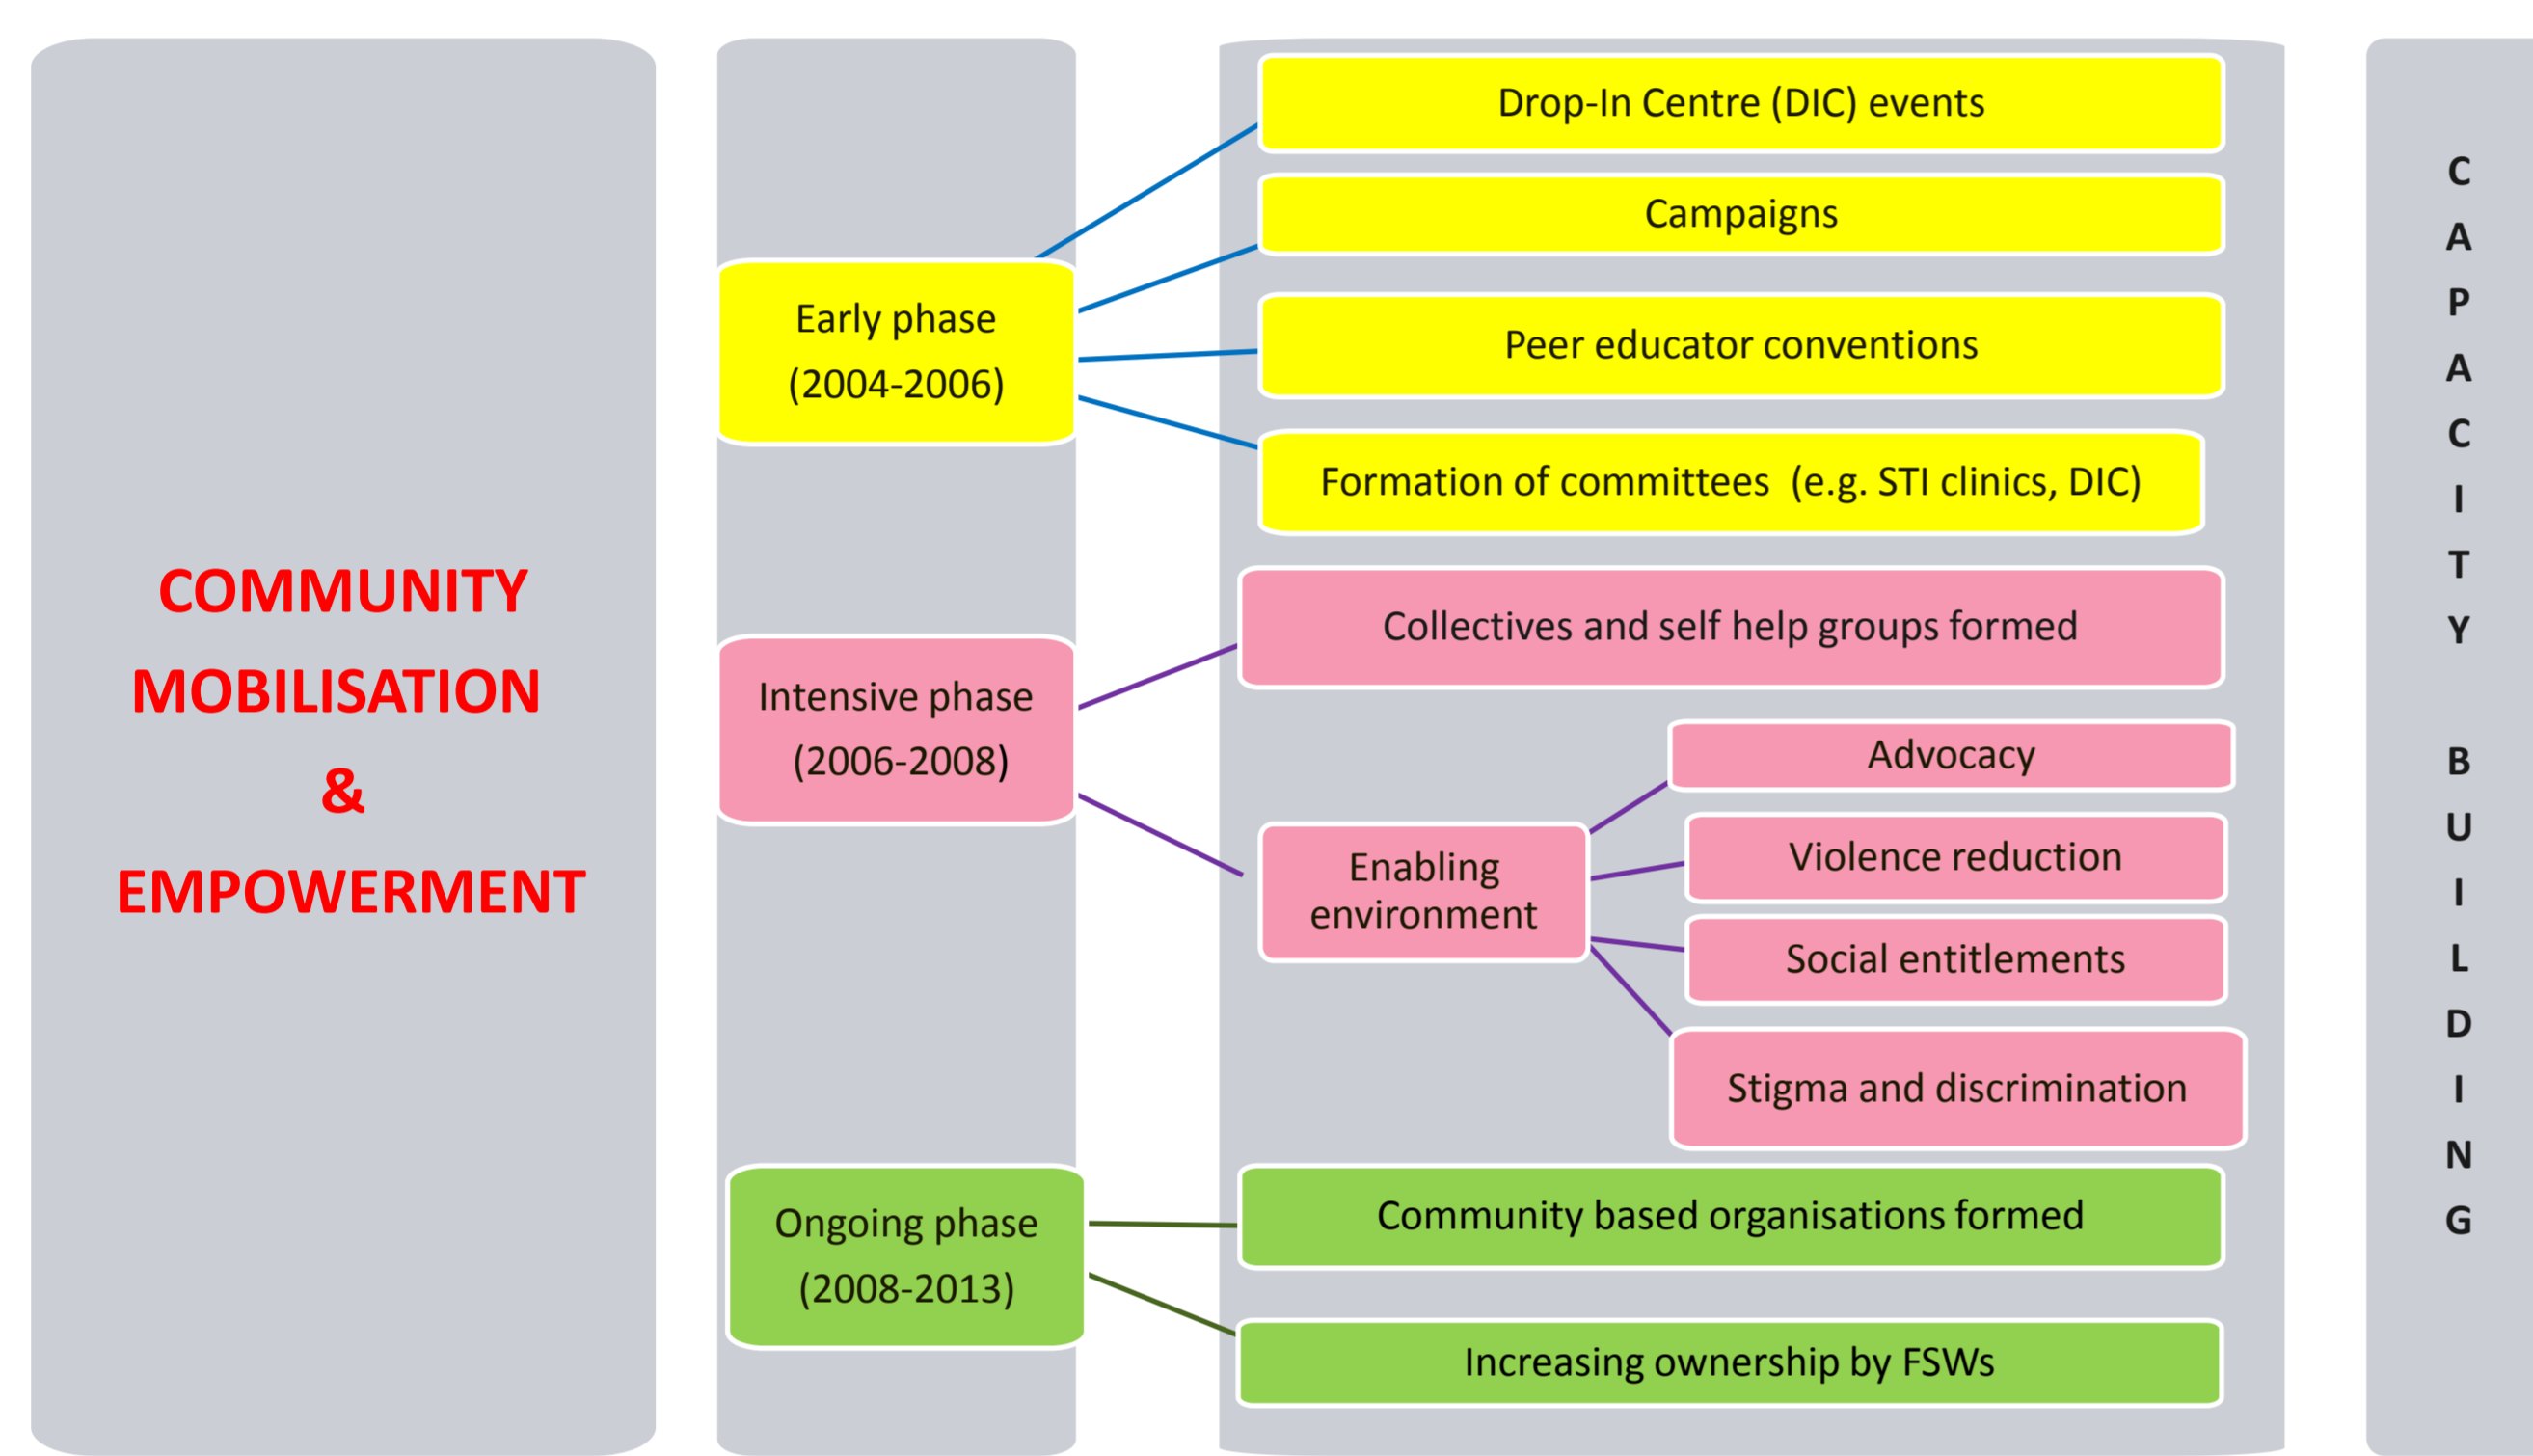 COMMUNITY
MOBILISATION
&
EMPOWERMENT
Early phase
(2004-2006)
Drop-In Centre (DIC) events
Campaigns
Peer educator conventions
Formation of committees  (e.g. STI clinics, DIC)
Intensive phase
(2006-2008)
Collectives and self help groups formed
Enabling
environment
Advocacy
Violence reduction
Social entitlements
Stigma and discrimination
Ongoing phase
(2008-2013)
Community based organisations formed
Increasing ownership by FSWs
C
A
P
A
C
I
T
Y
B
U
I
L
D
I
N
G